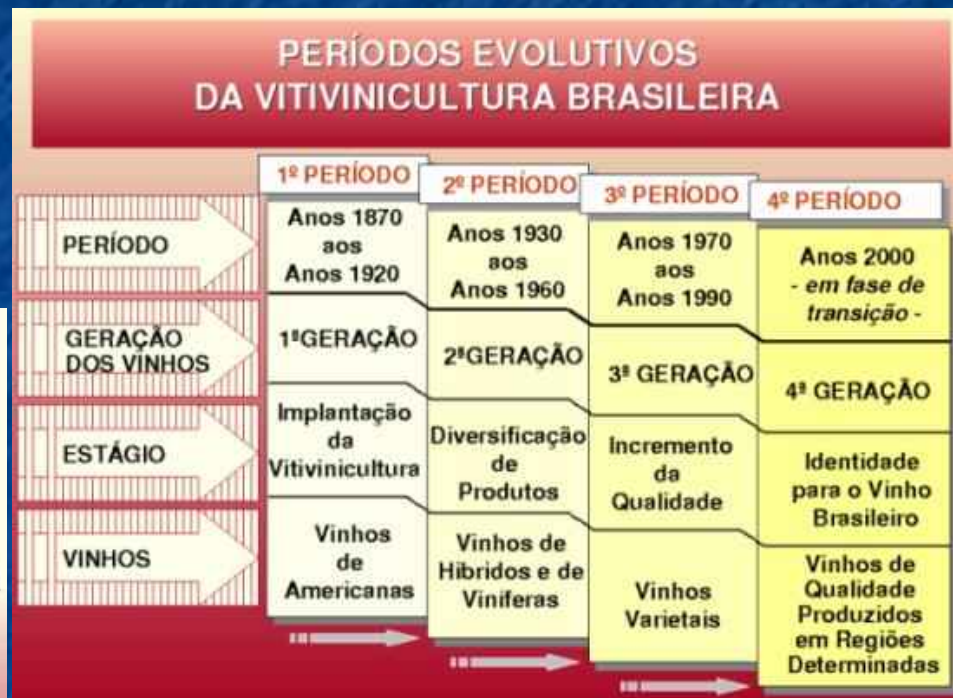 PERÍODOS EVOLUTIVOS
DA VITIVINICULTURA BRASILEIRA
1º PERÍODO
2º PERÍODO
3º PERÍODO
4º PERÍODO
PERÍODO
Anos 1870
aos
Anos 1920
Anos 1930
aos
Anos 1960
Anos 1970
aos
Anos 1990
Anos 2000
- em fase de
transição -
GERAÇÃO
DOS VINHOS
1ªGERAÇÃO
2ªGERAÇÃO
3ª GERAÇÃO
4ª GERAÇÃO
ESTÁGIO
Implantação
da
Vitivinicultura
Diversificação
de
Produtos
Incremento
da
Qualidade
Identidade
para o Vinho
Brasileiro
VINHOS
Vinhos
de
Americanas
Vinhos de
Híbridos e de
Viníferas
Vinhos
Varietais
Vinhos de
Qualidade
Produzidos
em Regiões
Determinadas